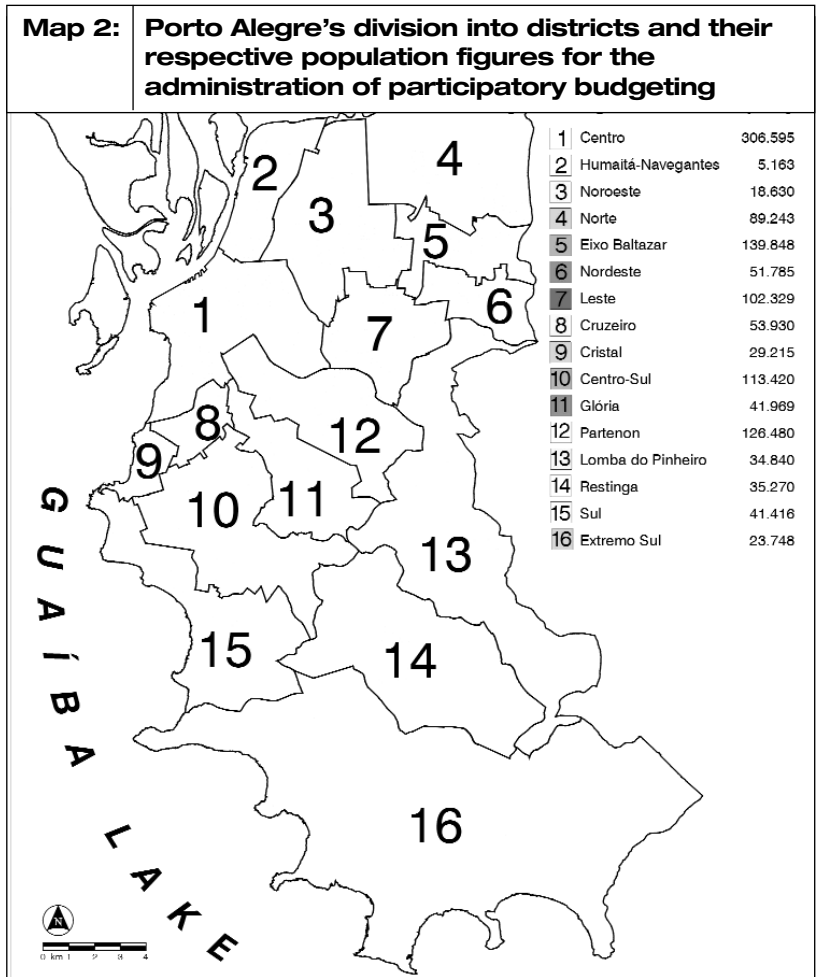 Map 2: Porto Alegre's division into districts and their
respective population figures for the
administration of participatory budgeting
1 Centro 306.595
2 Humaitá-Navegantes 5.163
3 Noroeste 18.630
4 Norte 89.243
5 Eixo Baltazar 139.848
6 Nordeste 51.785
7 Leste 102.329
8 Cruzeiro 53.930
9 Cristal 29.215
10 Centro-Sul 113.420
11 Glória 41.969
12 Partenon 126.480
13 Lomba do Pinheiro 34.840
14 Restinga 35.270
15 Sul 41.416
16 Extremo Sul 23.748
2
4
3
5
6
1
7
8
12
9
10
11
13
15
14
16
GUAÍBA LAKE
N
0 km 1 2 3 4